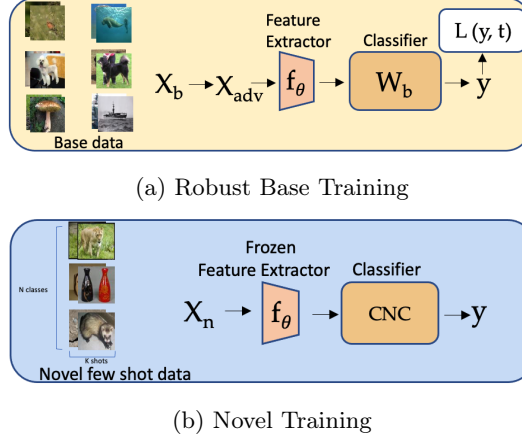 Feature
Extractor
Classifier
L (y, t)
X_b
X_adv
f_θ
W_b
y
Base data
(a) Robust Base Training
Frozen
Feature Extractor
Classifier
N classes
X_n
f_θ
CNC
y
K shots
Novel few shot data
(b) Novel Training